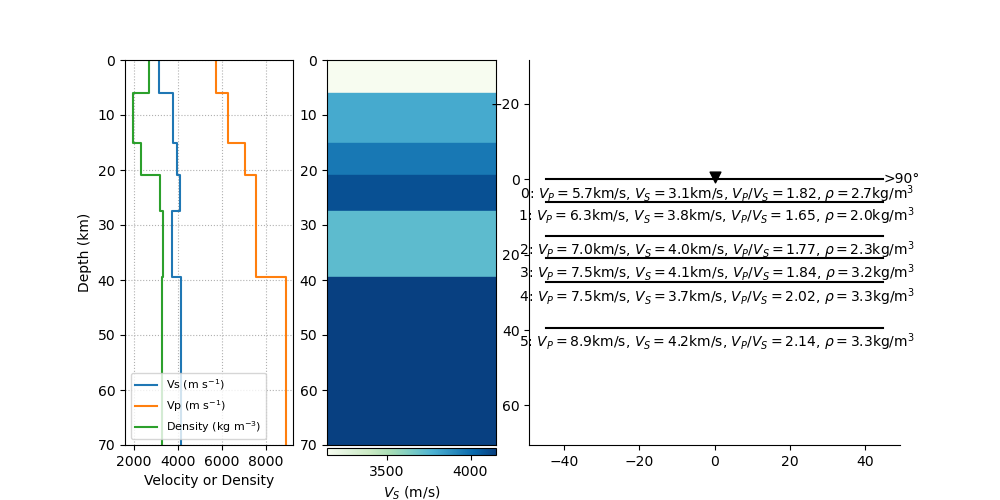 0
10
20
30
40
50
60
70
Depth (km)
Vs (m s⁻¹)
Vp (m s⁻¹)
Density (kg m⁻³)
2000 4000 6000 8000
Velocity or Density
0
10
20
30
40
50
60
70
3500 4000
V_S (m/s)
−20
0
20
40
60
>90°
0: V_P = 5.7km/s, V_S = 3.1km/s, V_P/V_S = 1.82, ρ = 2.7kg/m³
1: V_P = 6.3km/s, V_S = 3.8km/s, V_P/V_S = 1.65, ρ = 2.0kg/m³
2: V_P = 7.0km/s, V_S = 4.0km/s, V_P/V_S = 1.77, ρ = 2.3kg/m³
3: V_P = 7.5km/s, V_S = 4.1km/s, V_P/V_S = 1.84, ρ = 3.2kg/m³
4: V_P = 7.5km/s, V_S = 3.7km/s, V_P/V_S = 2.02, ρ = 3.3kg/m³
5: V_P = 8.9km/s, V_S = 4.2km/s, V_P/V_S = 2.14, ρ = 3.3kg/m³
−40 −20 0 20 40